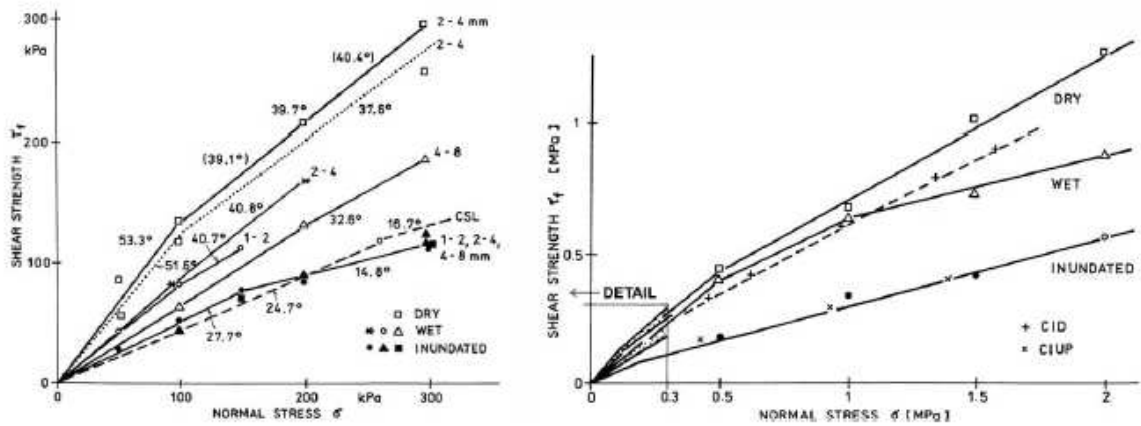 300
kPa
200
100
0
SHEAR STRENGTH τf
2-4 mm
2-4
(40.4°)
39.7°
37.6°
(39.1°)
4-8
2-4
40.8°
32.6°
53.3°
40.7°
1-2
16.7°
CSL
~51.6°
1-2, 2-4,
4-8 mm
14.8°
24.7°
27.7°
DRY
WET
INUNDATED
0
100
200
kPa
300
NORMAL STRESS σ
SHEAR STRENGTH τf [MPa]
1
0.5
0
DRY
WET
INUNDATED
DETAIL
+ CID
× CIUP
0
0.3
0.5
1
1.5
2
NORMAL STRESS σ [MPa]